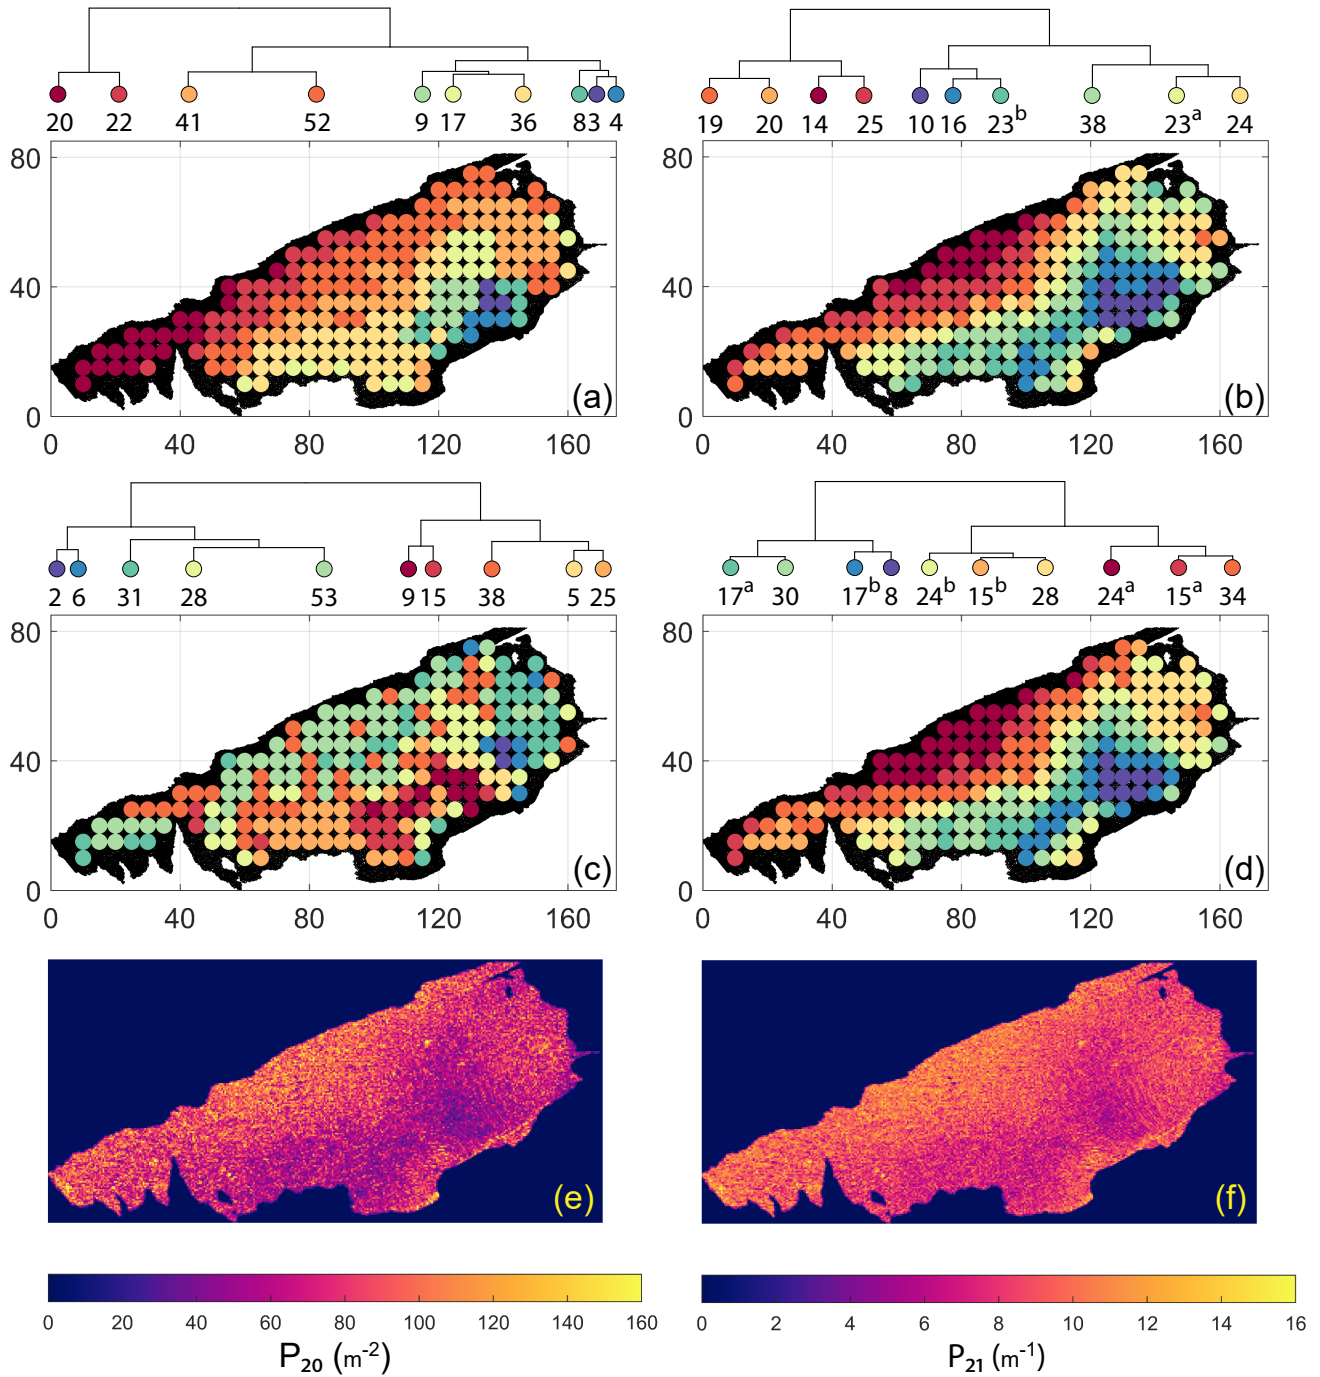 20 22 41 52 9 17 36 83 4
19 20 14 25 10 16 23ᵇ 38 23ᵃ 24
80
40
0
(a)
0 40 80 120 160
80
40
0
(b)
0 40 80 120 160
2 6 31 28 53 9 15 38 5 25
17ᵃ 30 17ᵇ 8 24ᵇ 15ᵇ 28 24ᵃ 15ᵃ 34
80
40
0
(c)
0 40 80 120 160
80
40
0
(d)
0 40 80 120 160
(e)
(f)
0 20 40 60 80 100 120 140 160
P₂₀ (m⁻²)
0 2 4 6 8 10 12 14 16
P₂₁ (m⁻¹)